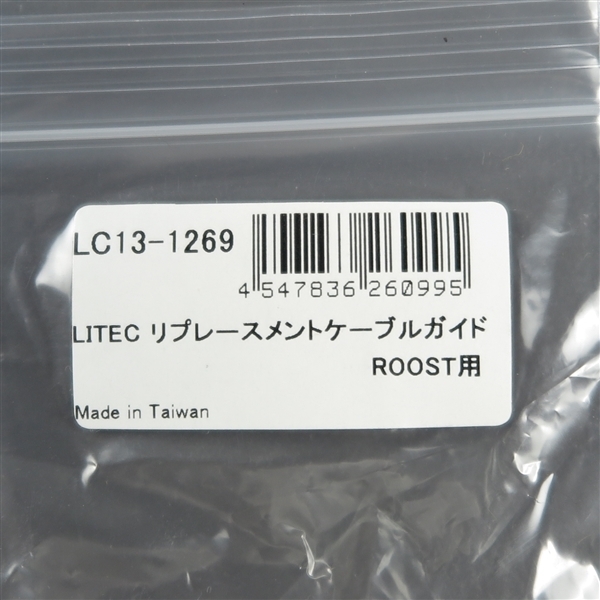 LC13-1269
4 547836 260995
LITEC リプレースメントケーブルガイド
ROOST用
Made in Taiwan